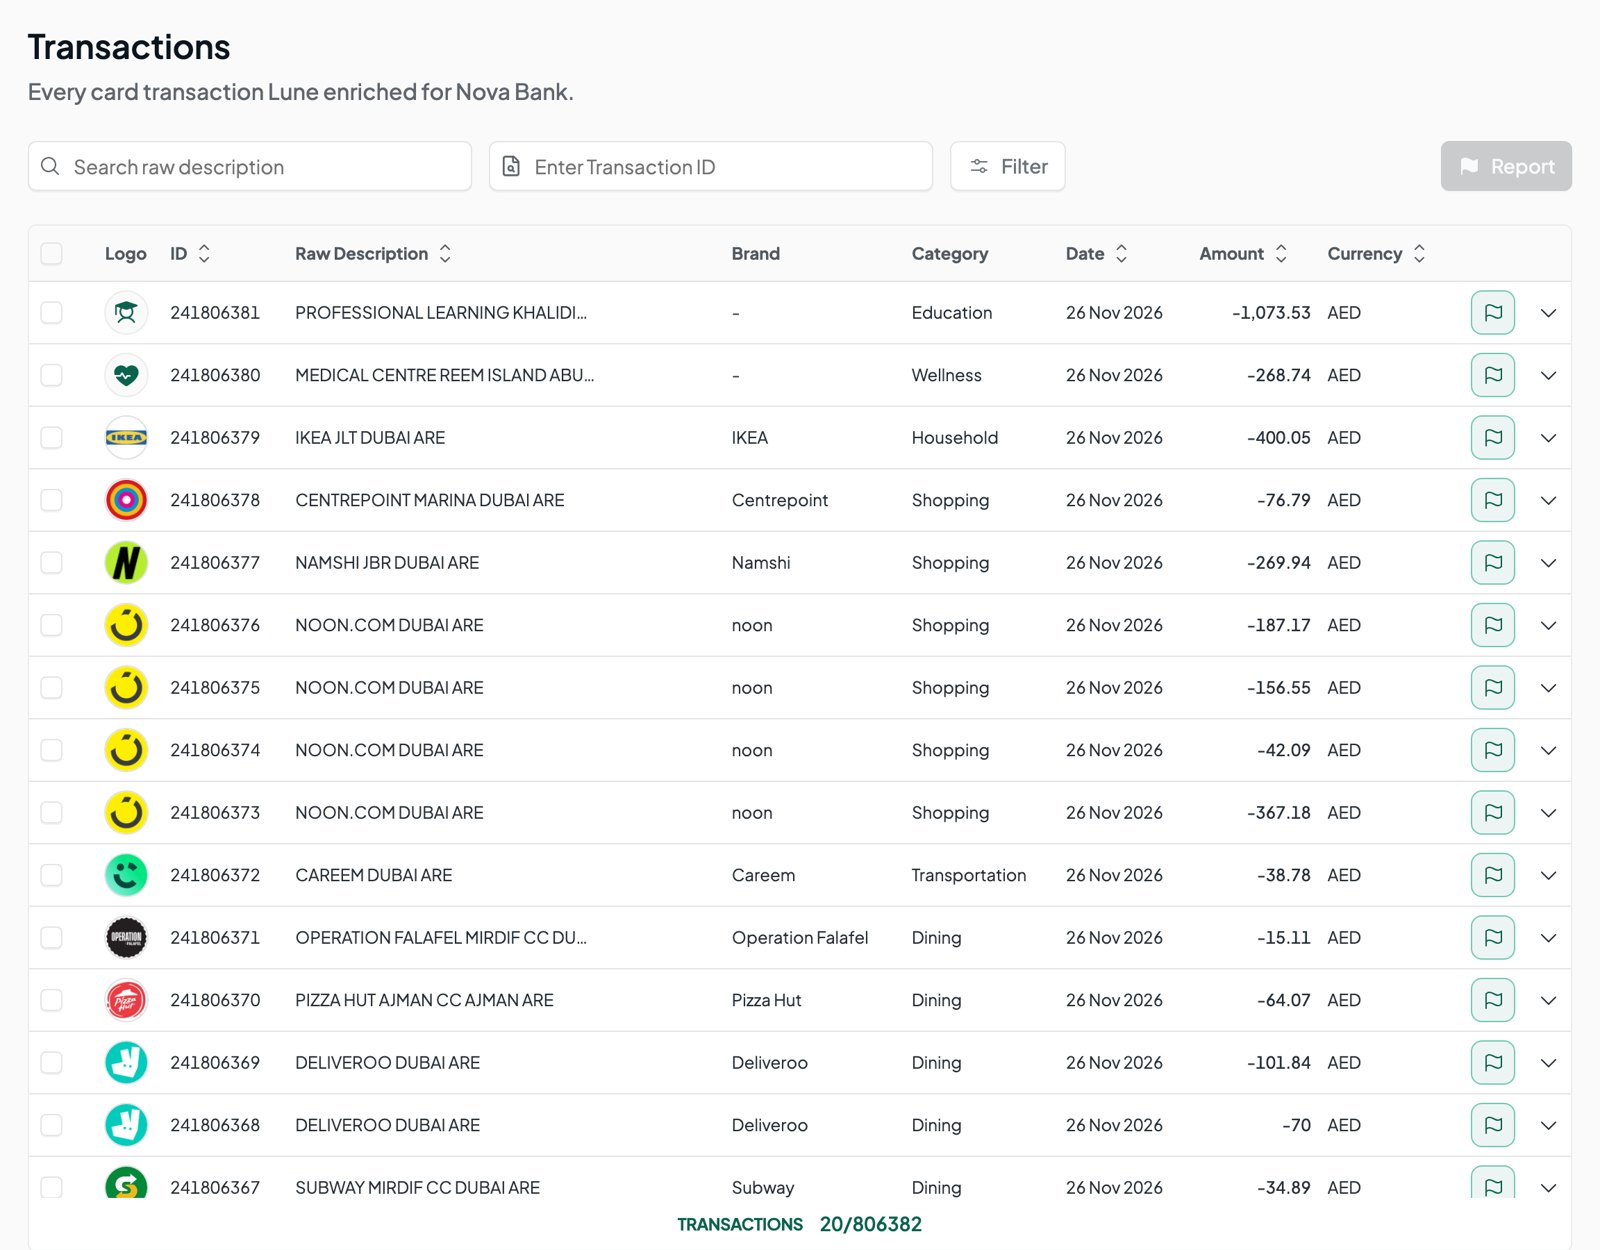 Transactions
Every card transaction Lune enriched for Nova Bank.
Search raw description Enter Transaction ID Filter Report
Logo ID Raw Description Brand Category Date Amount Currency
241806381 PROFESSIONAL LEARNING KHALIDI... - Education 26 Nov 2026 -1,073.53 AED
241806380 MEDICAL CENTRE REEM ISLAND ABU... - Wellness 26 Nov 2026 -268.74 AED
IKEA 241806379 IKEA JLT DUBAI ARE IKEA Household 26 Nov 2026 -400.05 AED
241806378 CENTREPOINT MARINA DUBAI ARE Centrepoint Shopping 26 Nov 2026 -76.79 AED
N 241806377 NAMSHI JBR DUBAI ARE Namshi Shopping 26 Nov 2026 -269.94 AED
241806376 NOON.COM DUBAI ARE noon Shopping 26 Nov 2026 -187.17 AED
241806375 NOON.COM DUBAI ARE noon Shopping 26 Nov 2026 -156.55 AED
241806374 NOON.COM DUBAI ARE noon Shopping 26 Nov 2026 -42.09 AED
241806373 NOON.COM DUBAI ARE noon Shopping 26 Nov 2026 -367.18 AED
241806372 CAREEM DUBAI ARE Careem Transportation 26 Nov 2026 -38.78 AED
OPERATION FALAFEL 241806371 OPERATION FALAFEL MIRDIF CC DU... Operation Falafel Dining 26 Nov 2026 -15.11 AED
Pizza Hut 241806370 PIZZA HUT AJMAN CC AJMAN ARE Pizza Hut Dining 26 Nov 2026 -64.07 AED
241806369 DELIVEROO DUBAI ARE Deliveroo Dining 26 Nov 2026 -101.84 AED
241806368 DELIVEROO DUBAI ARE Deliveroo Dining 26 Nov 2026 -70 AED
S 241806367 SUBWAY MIRDIF CC DUBAI ARE Subway Dining 26 Nov 2026 -34.89 AED
TRANSACTIONS 20/806382